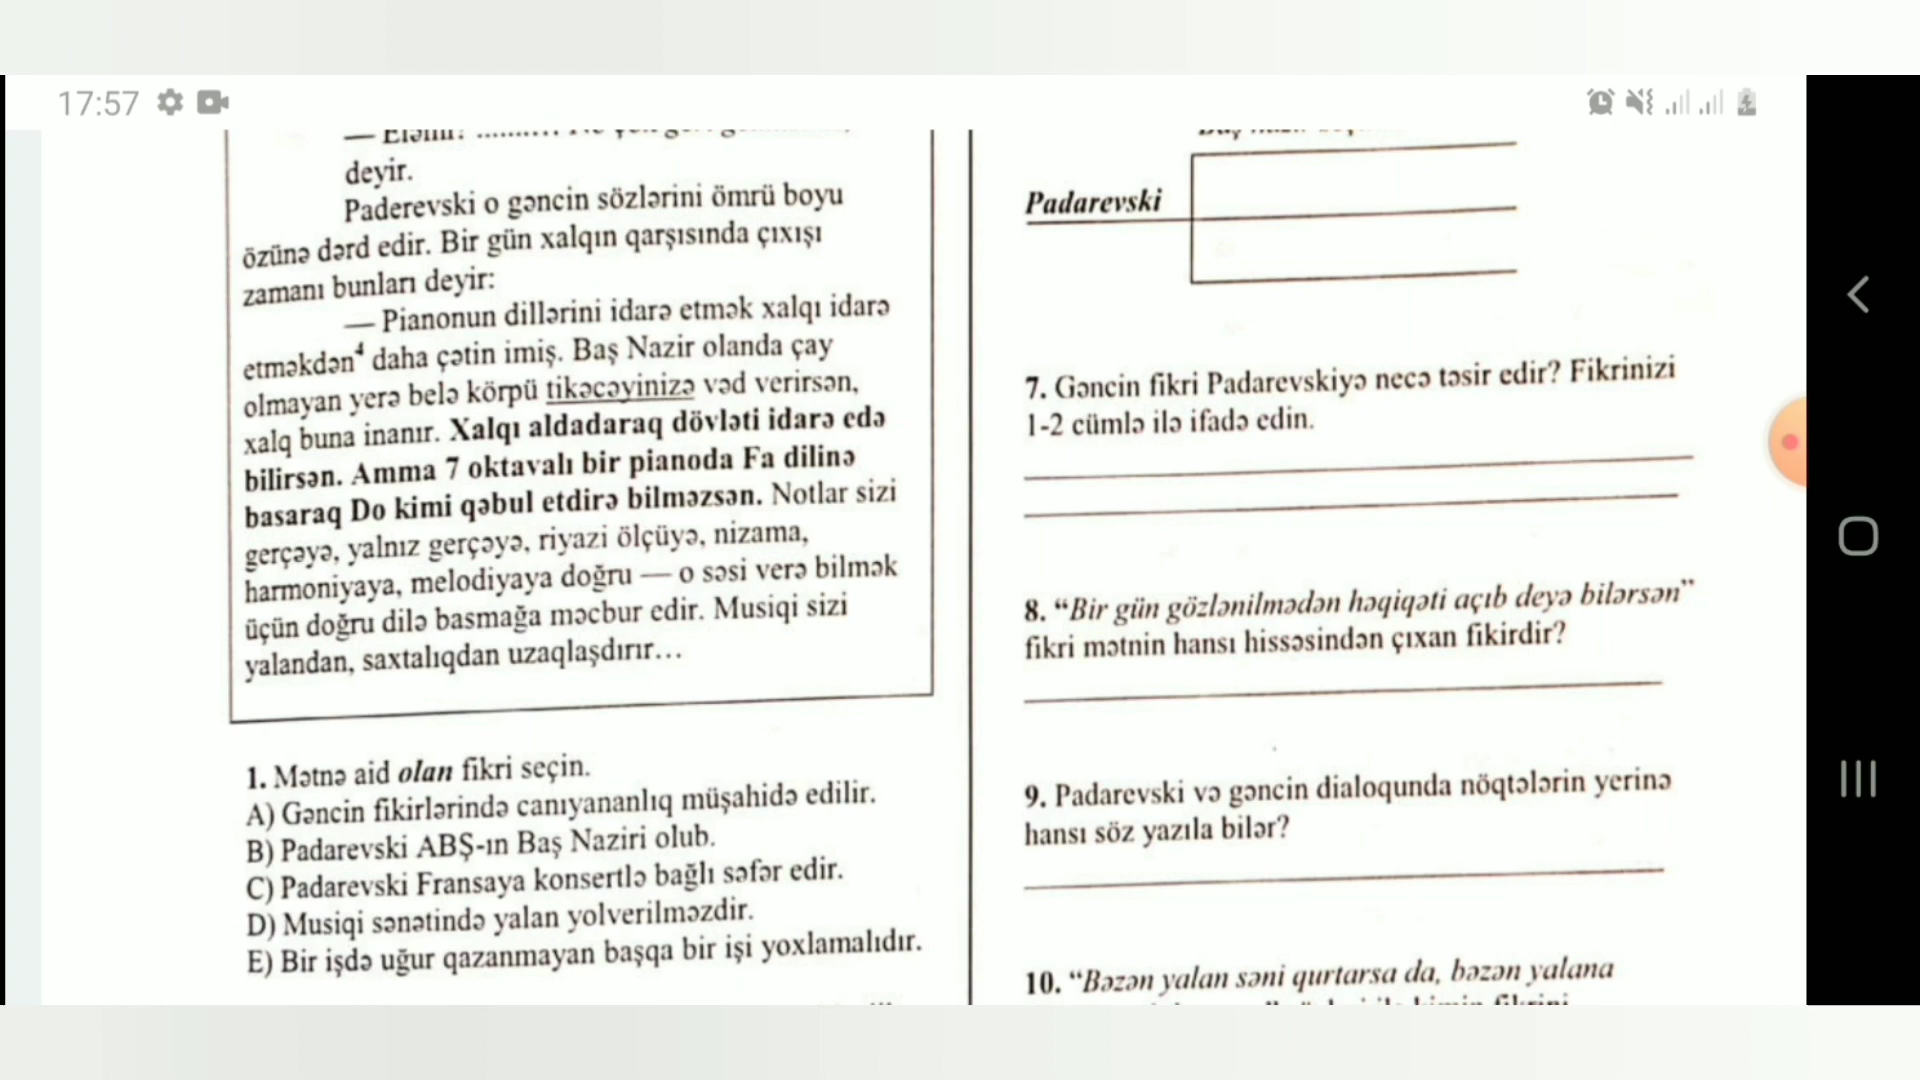 17:57
deyir.
Paderevski o gəncin sözlərini ömrü boyu
özünə dərd edir. Bir gün xalqın qarşısında çıxışı
zamanı bunları deyir:
— Pianonun dillərini idarə etmək xalqı idarə
etməkdən⁴ daha çətin imiş. Baş Nazir olanda çay
olmayan yerə belə körpü tikəcəyinizə vəd verirsən,
xalq buna inanır. Xalqı aldadaraq dövləti idarə edə
bilirsən. Amma 7 oktavalı bir pianoda Fa dilinə
basaraq Do kimi qəbul etdirə bilməzsən. Notlar sizi
gerçəyə, yalnız gerçəyə, riyazi ölçüyə, nizama,
harmoniyaya, melodiyaya doğru — o səsi verə bilmək
üçün doğru dilə basmağa məcbur edir. Musiqi sizi
yalandan, saxtalıqdan uzaqlaşdırır...
1. Mətnə aid olan fikri seçin.
A) Gəncin fikirlərində canıyananlıq müşahidə edilir.
B) Padarevski ABŞ-ın Baş Naziri olub.
C) Padarevski Fransaya konsertlə bağlı səfər edir.
D) Musiqi sənətində yalan yolverilməzdir.
E) Bir işdə uğur qazanmayan başqa bir işi yoxlamalıdır.
Padarevski
7. Gəncin fikri Padarevskiyə necə təsir edir? Fikrinizi
1-2 cümlə ilə ifadə edin.
8. “Bir gün gözlənilmədən həqiqəti açıb deyə bilərsən”
fikri mətnin hansı hissəsindən çıxan fikirdir?
9. Padarevski və gəncin dialoqunda nöqtələrin yerinə
hansı söz yazıla bilər?
10. “Bəzən yalan səni qurtarsa da, bəzən yalana